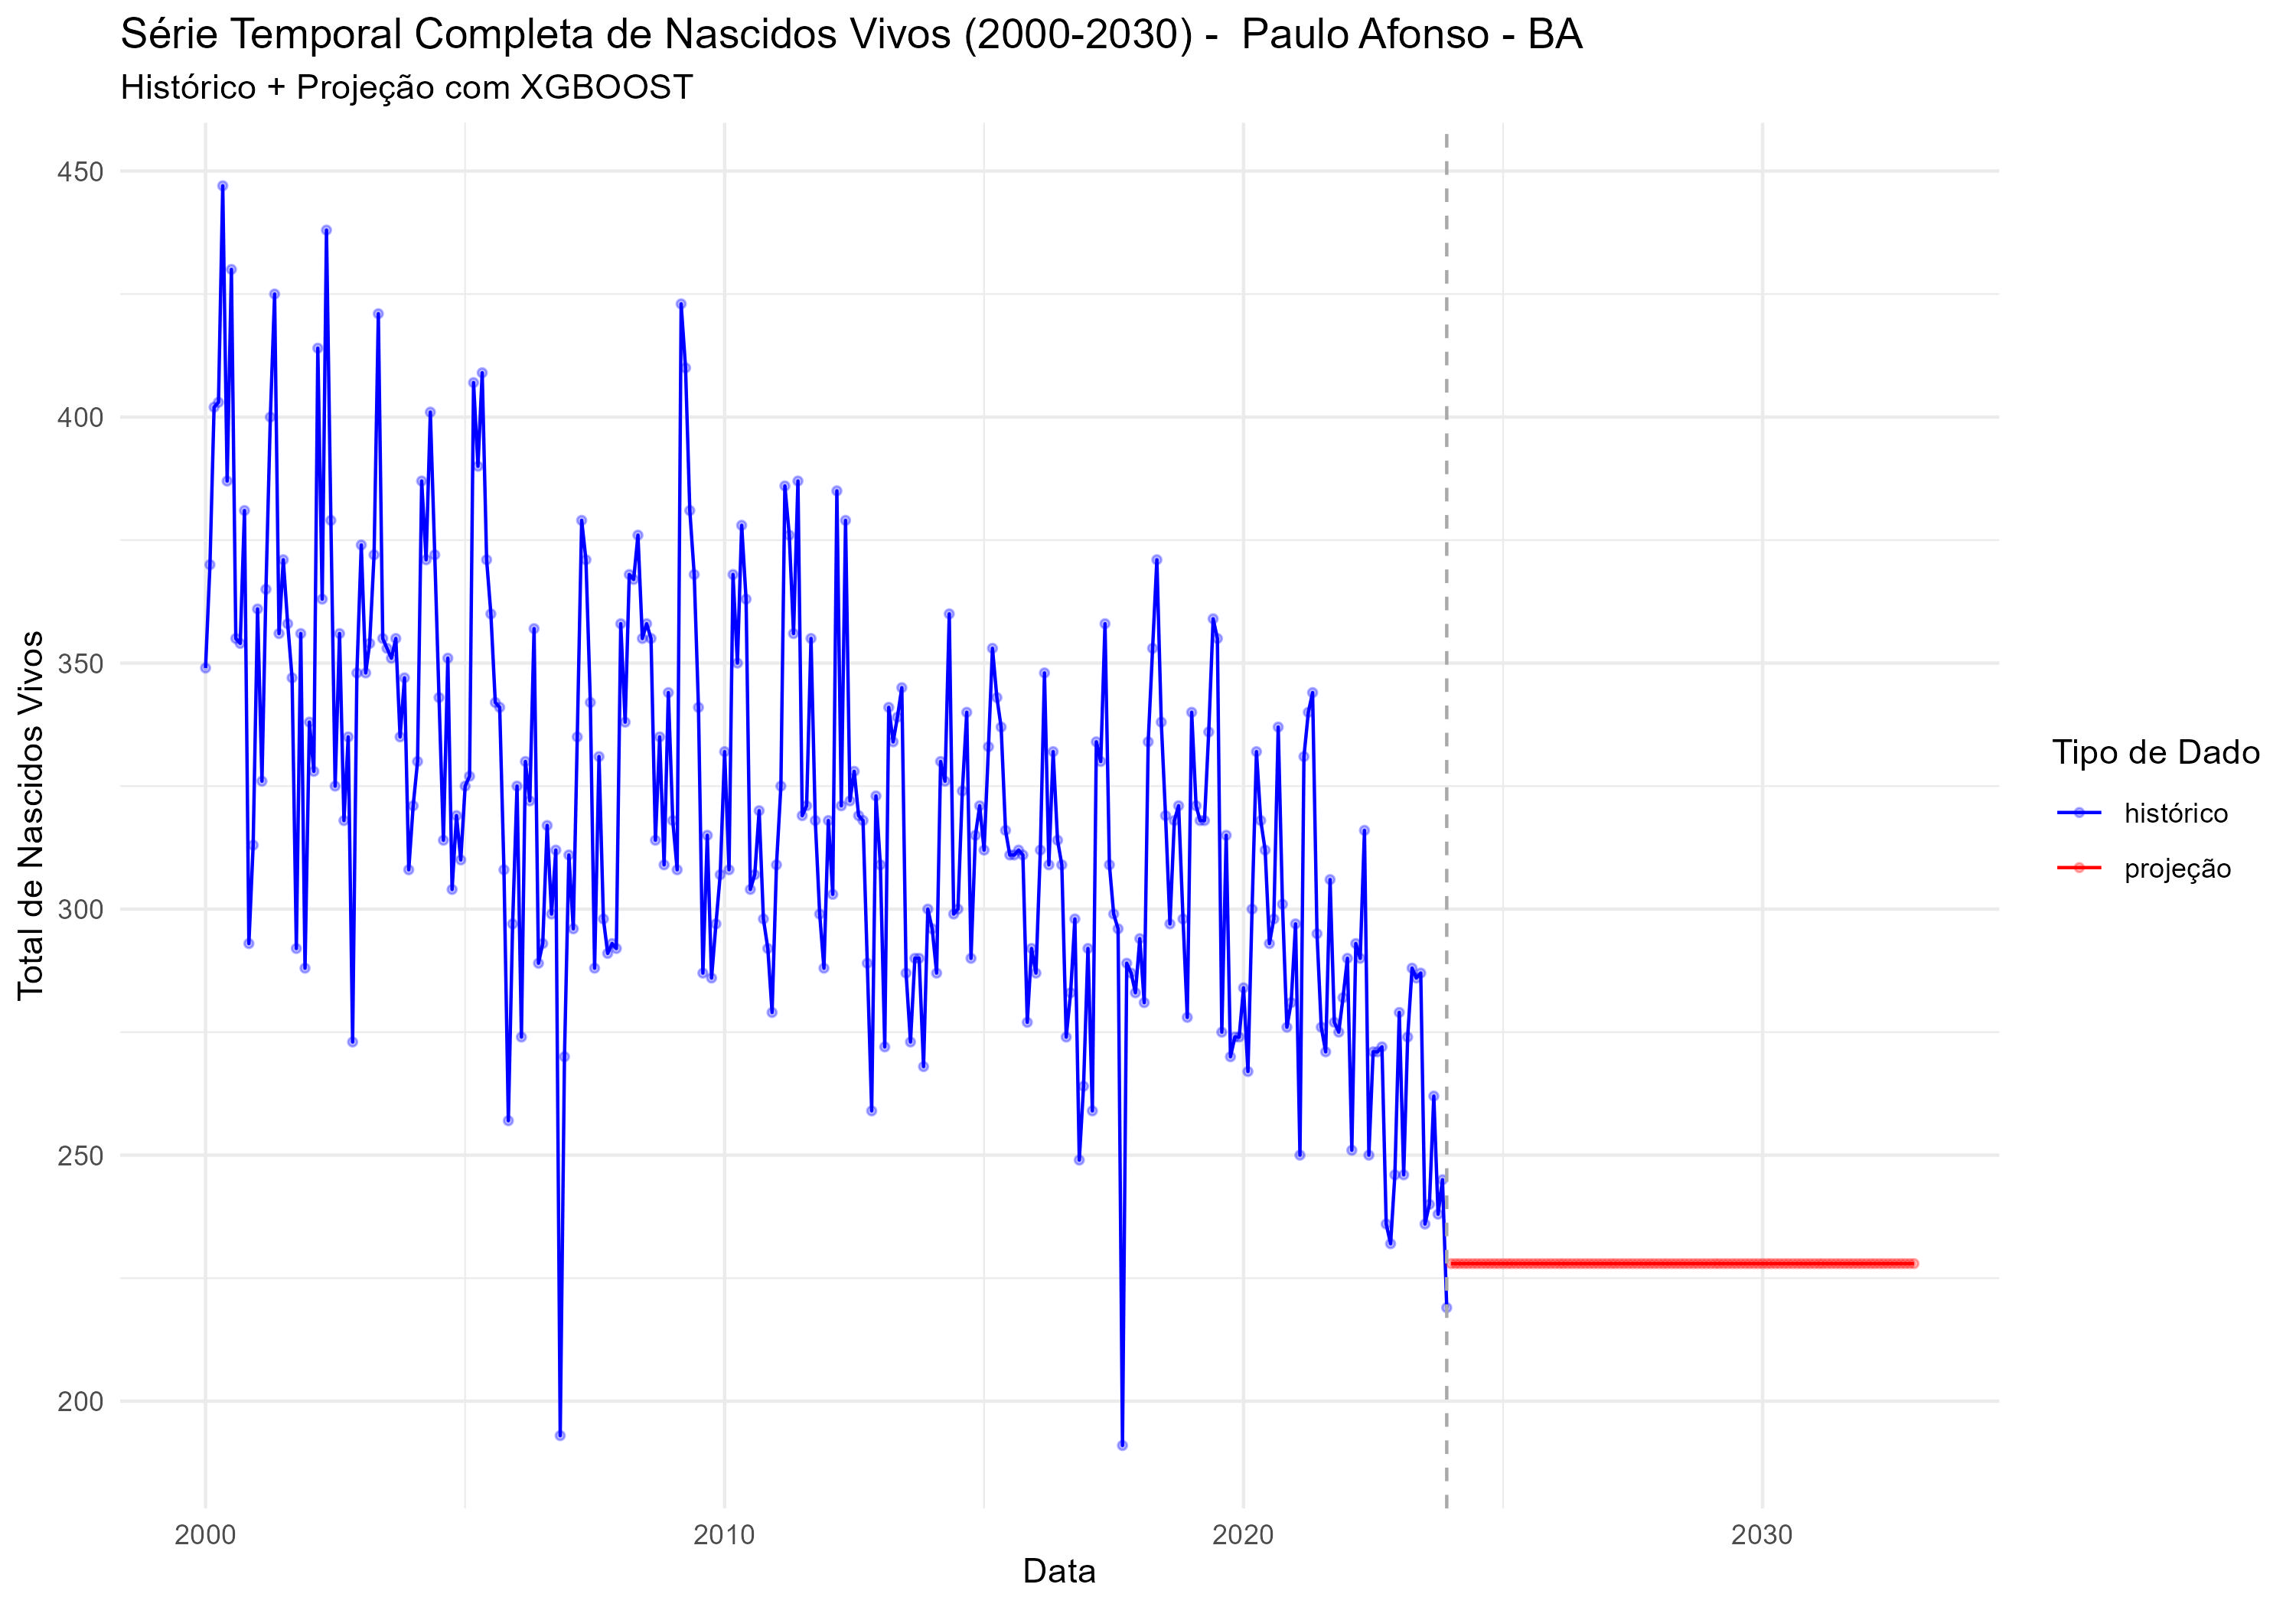 Série Temporal Completa de Nascidos Vivos (2000-2030) -  Paulo Afonso - BA
Histórico + Projeção com XGBOOST
Total de Nascidos Vivos
450
400
350
300
250
200
2000
2010
2020
2030
Data
Tipo de Dado
histórico
projeção